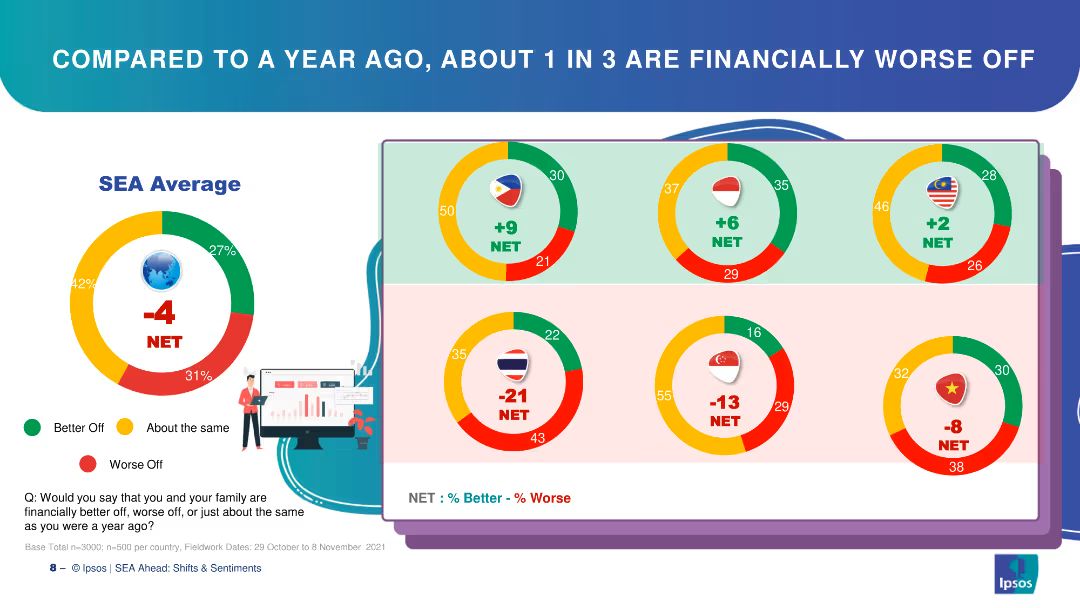 COMPARED TO A YEAR AGO, ABOUT 1 IN 3 ARE FINANCIALLY WORSE OFF
SEA Average
27%
42%
-4
NET
31%
Better Off
About the same
Worse Off
Q: Would you say that you and your family are
financially better off, worse off, or just about the same
as you were a year ago?
30
50
+9
NET
21
35
37
+6
NET
29
28
46
+2
NET
26
22
35
-21
NET
43
16
55
-13
NET
29
30
32
-8
NET
38
NET : % Better - % Worse
Base Total n=3000; n=500 per country, Fieldwork Dates: 29 October to 8 November 2021
8 – © Ipsos | SEA Ahead: Shifts & Sentiments
Ipsos